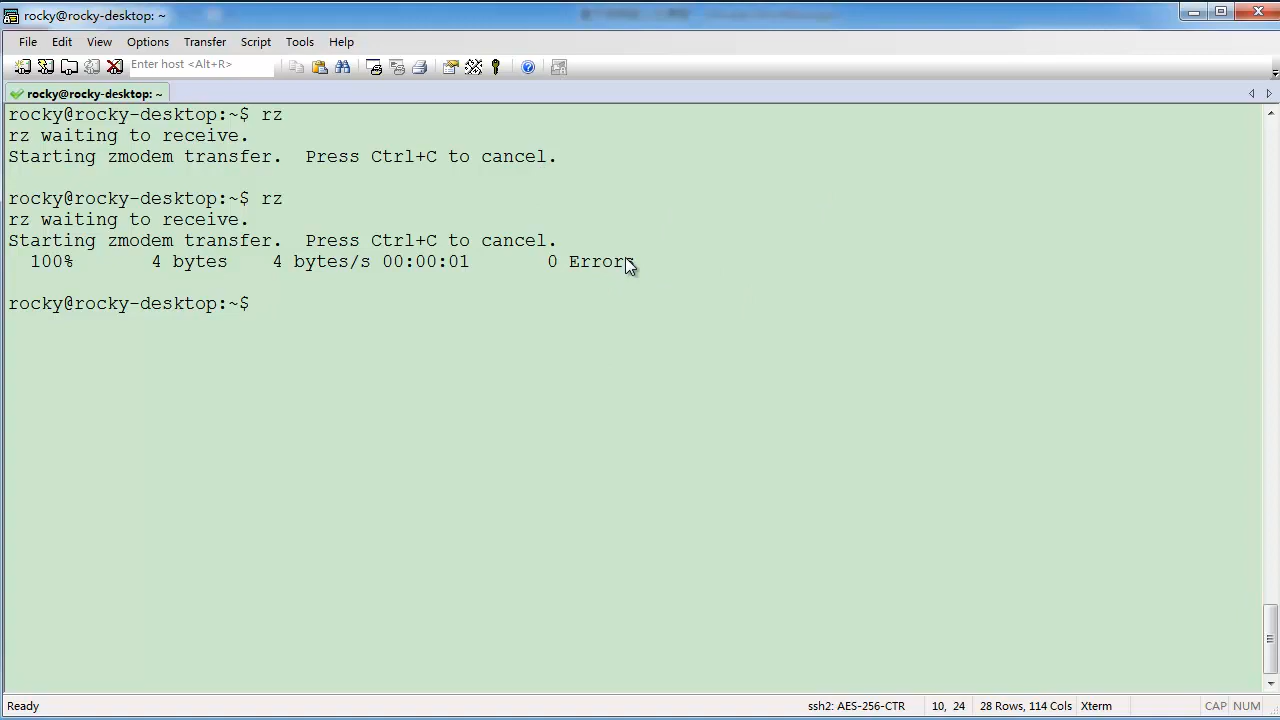 rocky@rocky-desktop: ~
File Edit View Options Transfer Script Tools Help
Enter host <Alt+R>
rocky@rocky-desktop: ~
rocky@rocky-desktop:~$ rz
rz waiting to receive.
Starting zmodem transfer.  Press Ctrl+C to cancel.
rocky@rocky-desktop:~$ rz
rz waiting to receive.
Starting zmodem transfer.  Press Ctrl+C to cancel.
100% 4 bytes 4 bytes/s 00:00:01 0 Errors
rocky@rocky-desktop:~$
Ready ssh2: AES-256-CTR 10, 24 28 Rows, 114 Cols Xterm CAP NUM